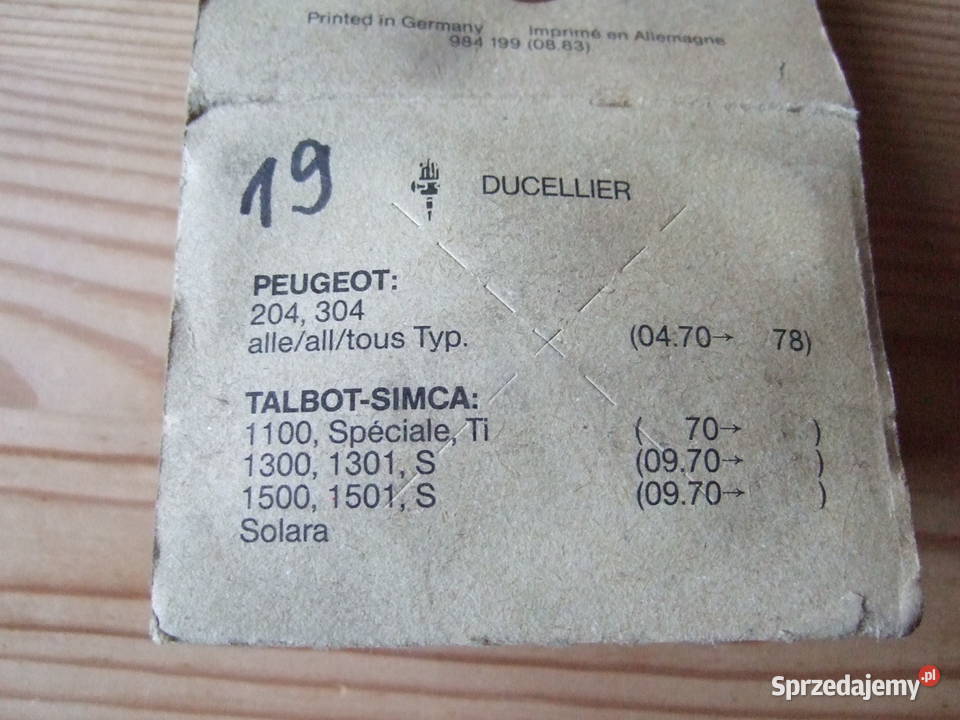 Printed in Germany Imprimé en Allemagne
984 199 (08.83)
19
DUCELLIER
PEUGEOT:
204, 304
alle/all/tous Typ. (04.70→ 78)
TALBOT-SIMCA:
1100, Spéciale, Ti ( 70→ )
1300, 1301, S (09.70→ )
1500, 1501, S (09.70→ )
Solara
Sprzedajemy.pl